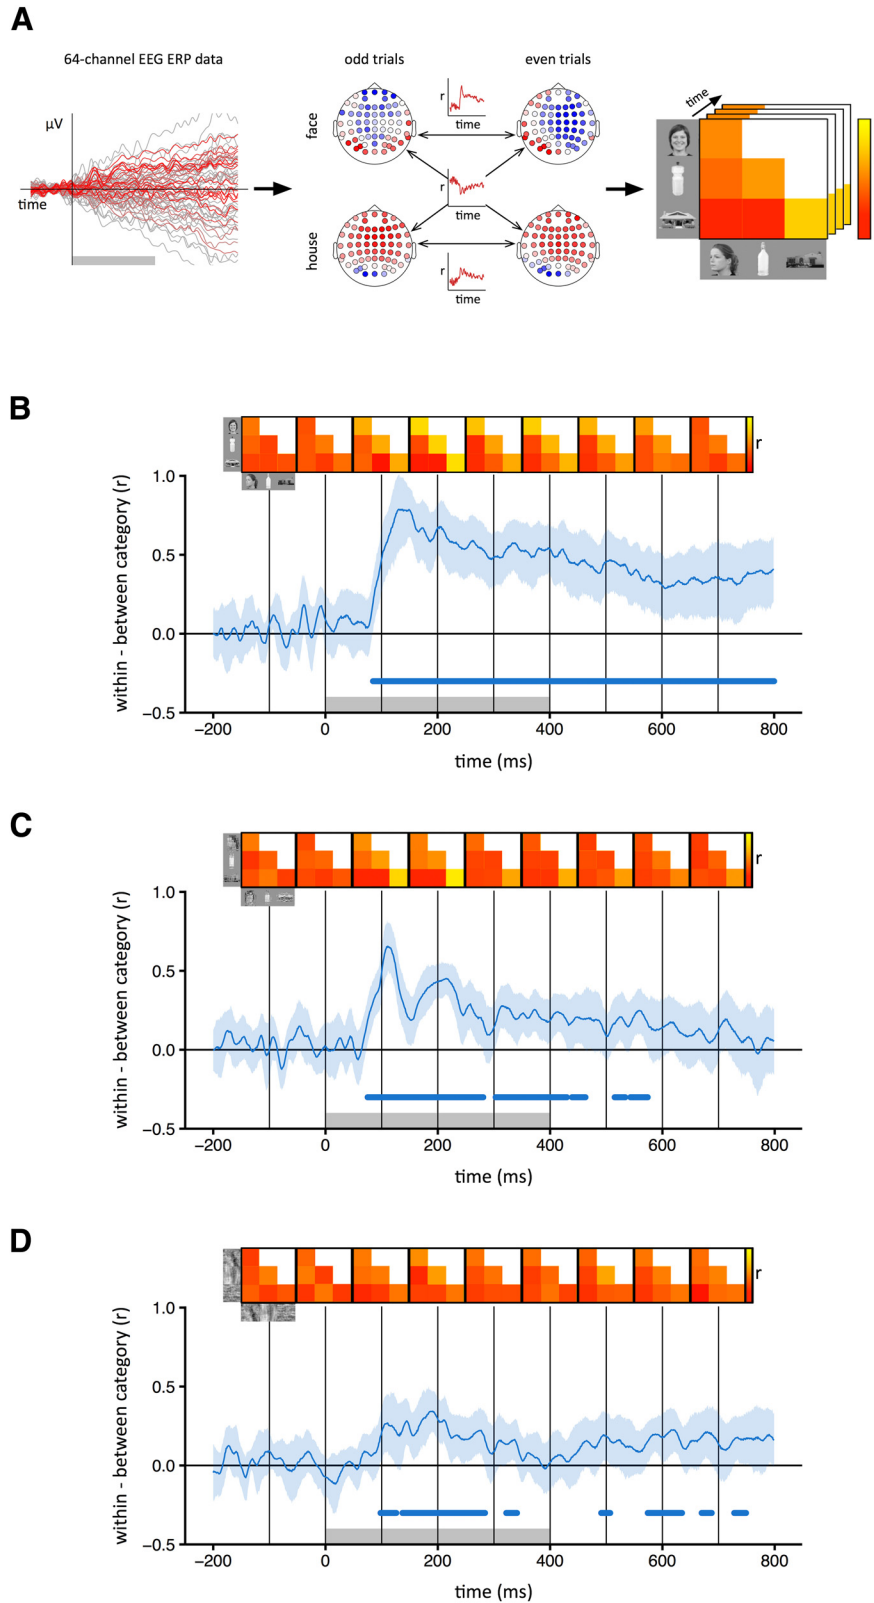 A
64-channel EEG ERP data
odd trials
even trials
μV
time
face
house
r
time
r
time
r
time
time
B
r
within - between category (r)
1.0
0.5
0.0
−0.5
−200 0 200 400 600 800
time (ms)
C
r
within - between category (r)
1.0
0.5
0.0
−0.5
−200 0 200 400 600 800
time (ms)
D
r
within - between category (r)
1.0
0.5
0.0
−0.5
−200 0 200 400 600 800
time (ms)